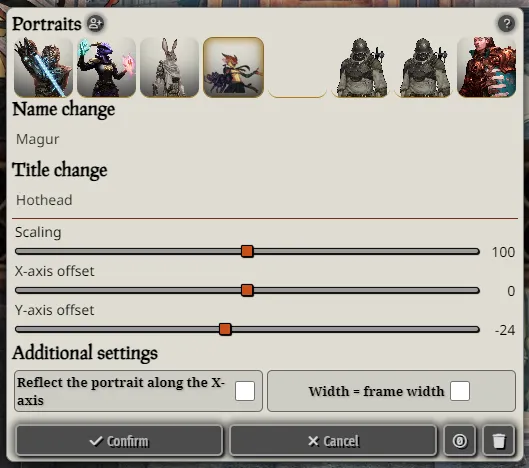 Portraits
Name change
Magur
Title change
Hothead
Scaling
100
X-axis offset
0
Y-axis offset
-24
Additional settings
Reflect the portrait along the X-
axis
Width = frame width
Confirm
Cancel